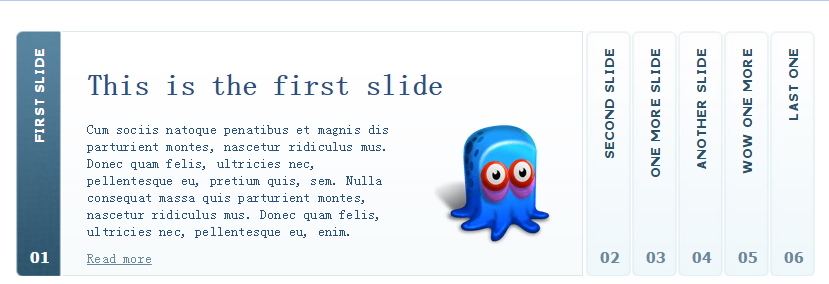 FIRST SLIDE
01
This is the first slide
Cum sociis natoque penatibus et magnis dis
parturient montes, nascetur ridiculus mus.
Donec quam felis, ultricies nec,
pellentesque eu, pretium quis, sem. Nulla
consequat massa quis parturient montes,
nascetur ridiculus mus. Donec quam felis,
ultricies nec, pellentesque eu, enim.
Read more
SECOND SLIDE
02
ONE MORE SLIDE
03
ANOTHER SLIDE
04
WOW ONE MORE
05
LAST ONE
06